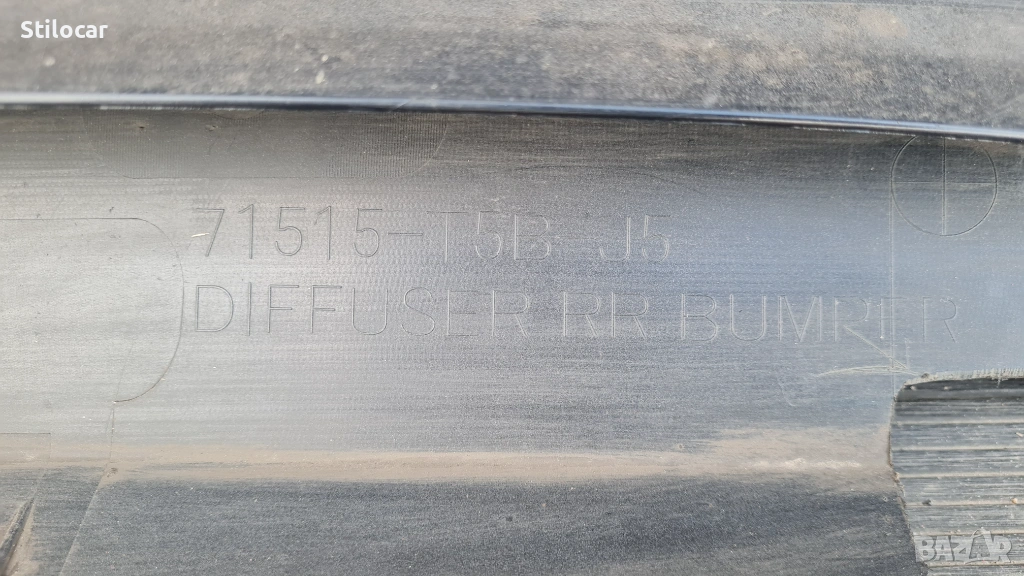 Stilocar
71515-T5B J5
DIFFUSER RR BUMPER
BAZAR